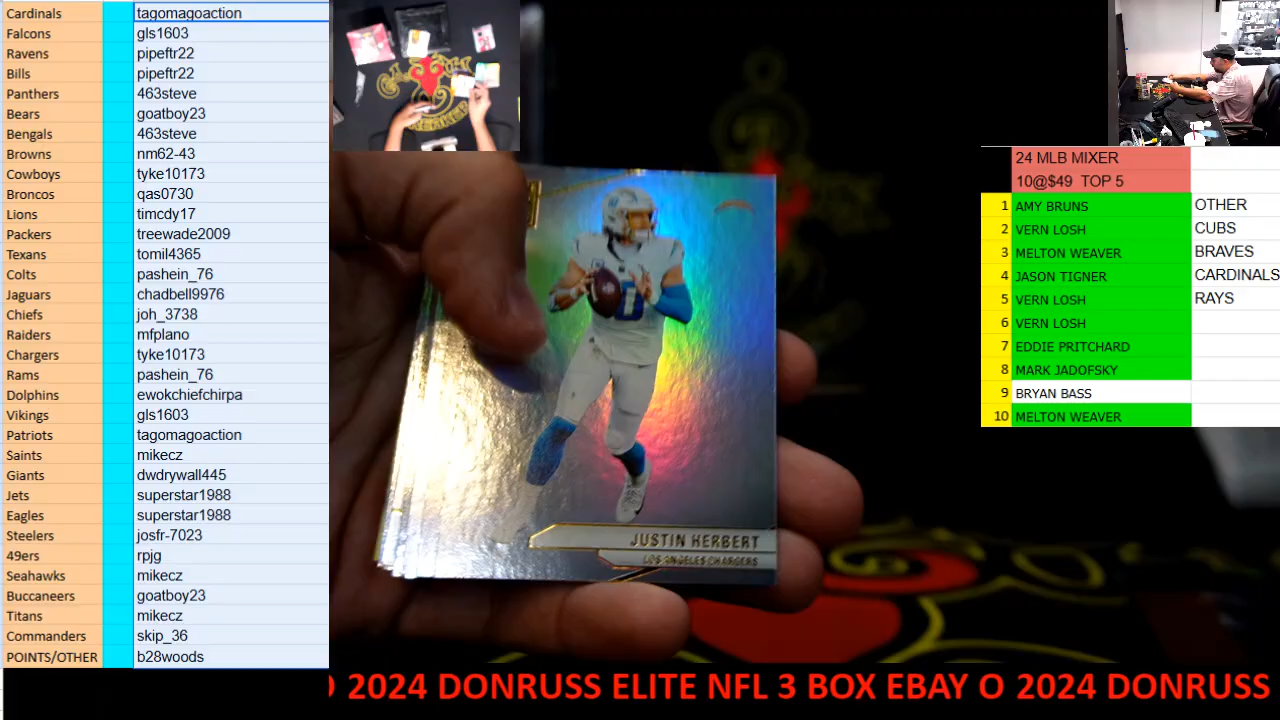 Cardinals tagomagoaction
Falcons gls1603
Ravens pipeftr22
Bills pipeftr22
Panthers 463steve
Bears goatboy23
Bengals 463steve
Browns nm62-43
Cowboys tyke10173
Broncos qas0730
Lions timcdy17
Packers treewade2009
Texans tomil4365
Colts pashein_76
Jaguars chadbell9976
Chiefs joh_3738
Raiders mfplano
Chargers tyke10173
Rams pashein_76
Dolphins ewokchiefchirpa
Vikings gls1603
Patriots tagomagoaction
Saints mikecz
Giants dwdrywall445
Jets superstar1988
Eagles superstar1988
Steelers josfr-7023
49ers rpjg
Seahawks mikecz
Buccaneers goatboy23
Titans mikecz
Commanders skip_36
POINTS/OTHER b28woods
JUSTIN HERBERT
LOS ANGELES CHARGERS
24 MLB MIXER
10@$49 TOP 5
1 AMY BRUNS OTHER
2 VERN LOSH CUBS
3 MELTON WEAVER BRAVES
4 JASON TIGNER CARDINALS
5 VERN LOSH RAYS
6 VERN LOSH
7 EDDIE PRITCHARD
8 MARK JADOFSKY
9 BRYAN BASS
10 MELTON WEAVER
O 2024 DONRUSS ELITE NFL 3 BOX EBAY O 2024 DONRUSS